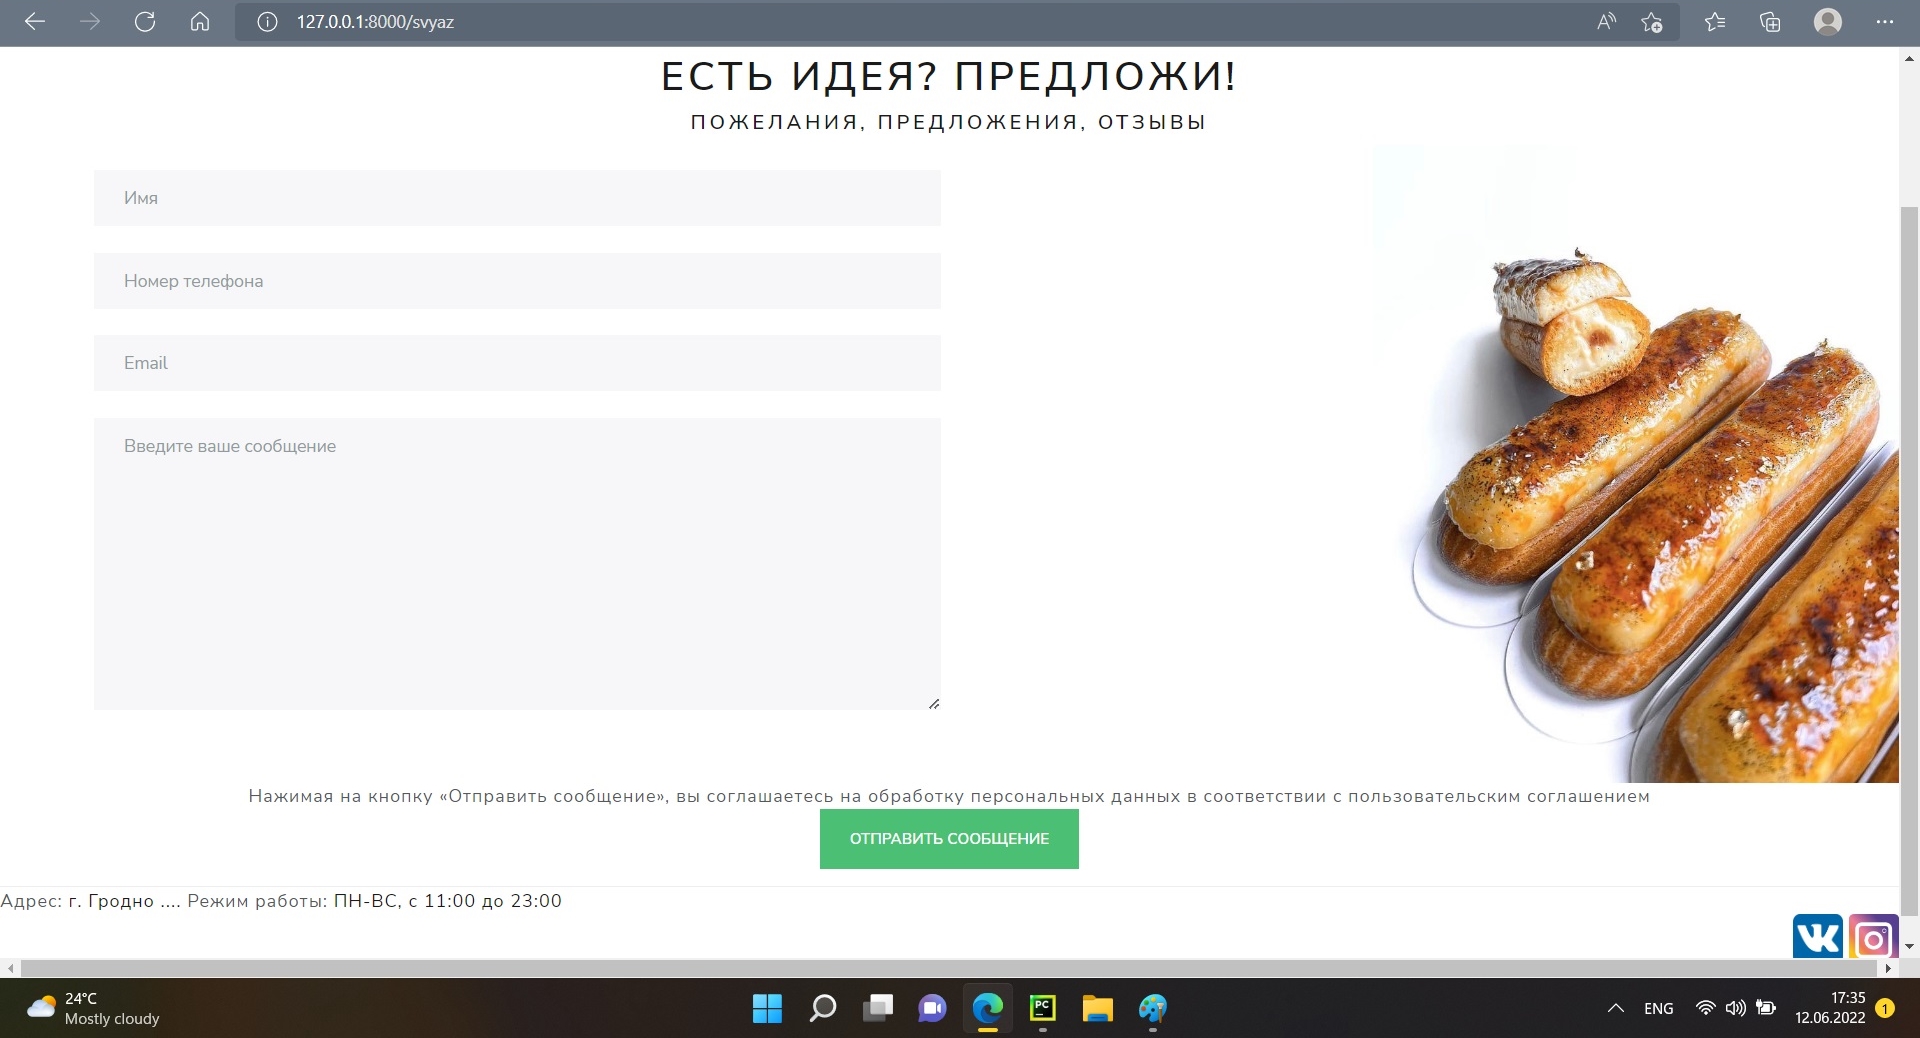 127.0.0.1:8000/svyaz
ЕСТЬ ИДЕЯ? ПРЕДЛОЖИ!
ПОЖЕЛАНИЯ, ПРЕДЛОЖЕНИЯ, ОТЗЫВЫ
Имя
Номер телефона
Email
Введите ваше сообщение
Нажимая на кнопку «Отправить сообщение», вы соглашаетесь на обработку персональных данных в соответствии с пользовательским соглашением
ОТПРАВИТЬ СООБЩЕНИЕ
Адрес: г. Гродно .... Режим работы: ПН-ВС, с 11:00 до 23:00
24°C
Mostly cloudy
PC
ENG
17:35
12.06.2022
1